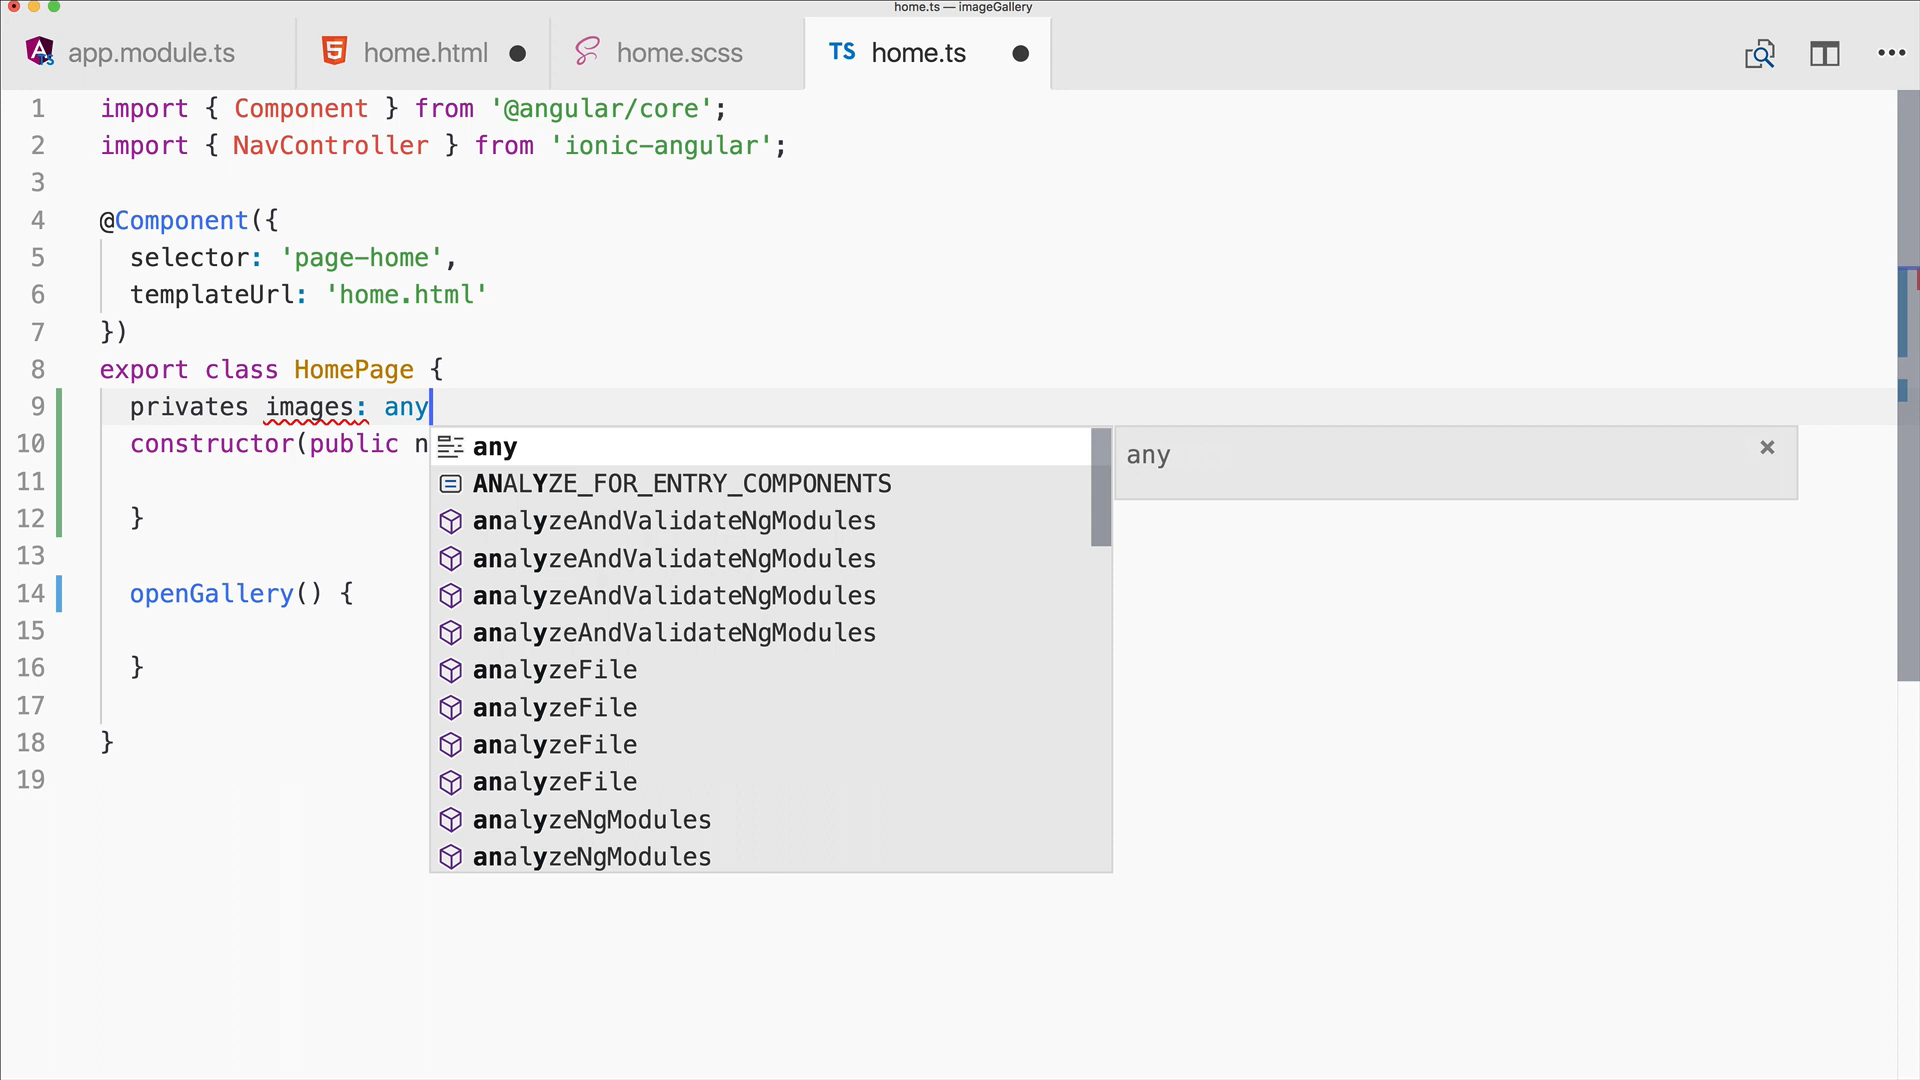 home.ts — imageGallery
app.module.ts home.html home.scss TS home.ts
1 import { Component } from '@angular/core';
2 import { NavController } from 'ionic-angular';
3
4 @Component({
5 selector: 'page-home',
6 templateUrl: 'home.html'
7 })
8 export class HomePage {
9 privates images: any
10 constructor(public n
11
12 }
13
14 openGallery() {
15
16 }
17
18 }
19
any
ANALYZE_FOR_ENTRY_COMPONENTS
analyzeAndValidateNgModules
analyzeAndValidateNgModules
analyzeAndValidateNgModules
analyzeAndValidateNgModules
analyzeFile
analyzeFile
analyzeFile
analyzeFile
analyzeNgModules
analyzeNgModules
any